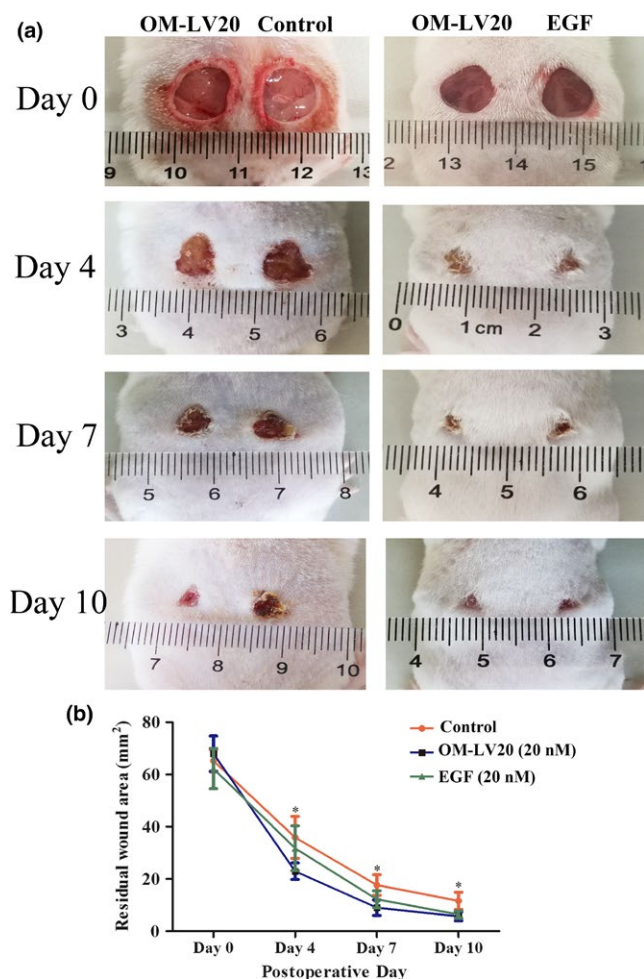 (a)
OM-LV20 Control OM-LV20 EGF
Day 0
9 10 11 12 13
12 13 14 15 1
Day 4
3 4 5 6
0 1 cm 2 3
Day 7
5 6 7 8
4 5 6
Day 10
7 8 9 10
4 5 6 7
(b)
Residual wound area (mm²)
80
60
40
20
0
* * *
Control
OM-LV20 (20 nM)
EGF (20 nM)
Day 0 Day 4 Day 7 Day 10
Postoperative Day